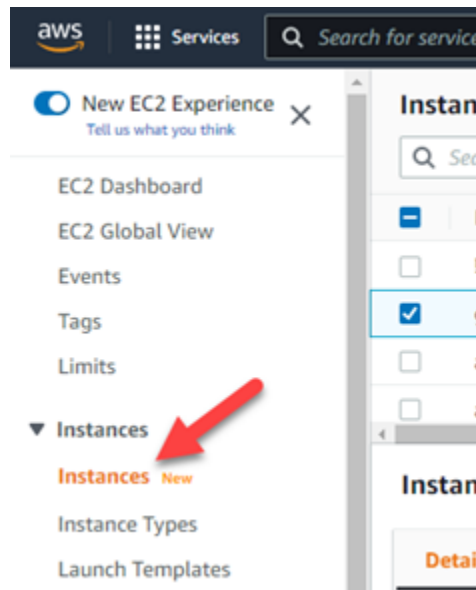 aws
Services
Search for service
New EC2 Experience
Tell us what you think
EC2 Dashboard
EC2 Global View
Events
Tags
Limits
Instances
Instances New
Instance Types
Launch Templates
Instan
Sea
Instan
Detai